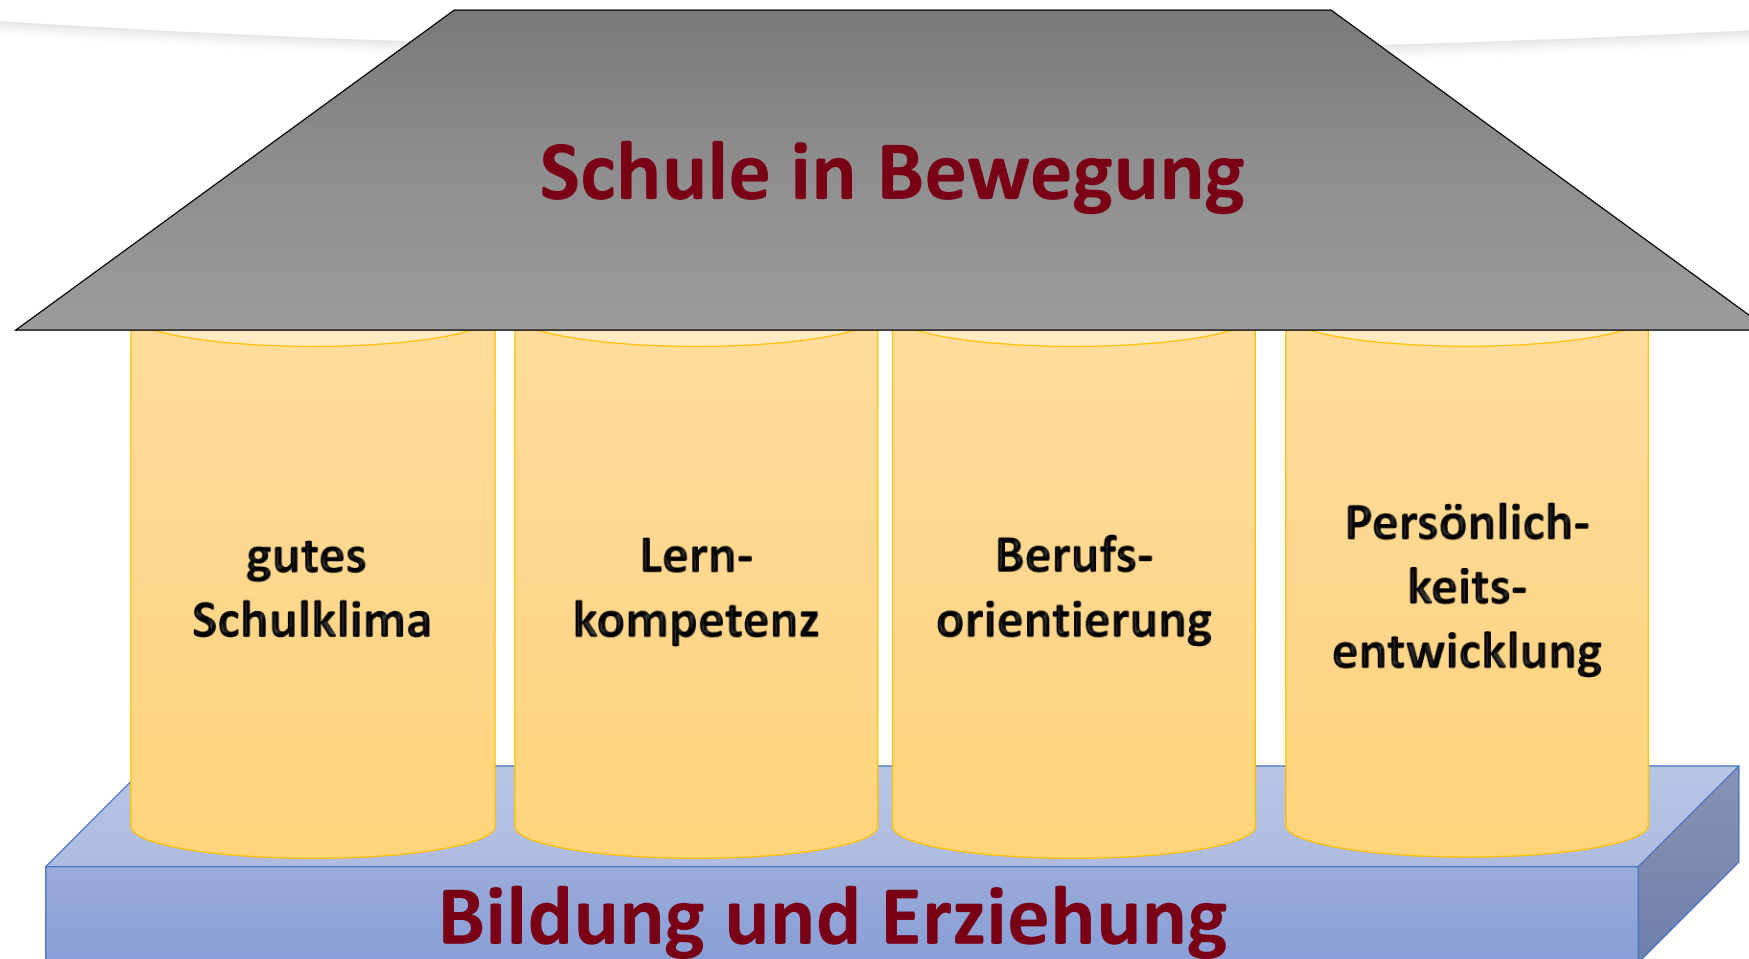 Schule in Bewegung
gutes
Schulklima
Lern-
kompetenz
Berufs-
orientierung
Persönlich-
keits-
entwicklung
Bildung und Erziehung